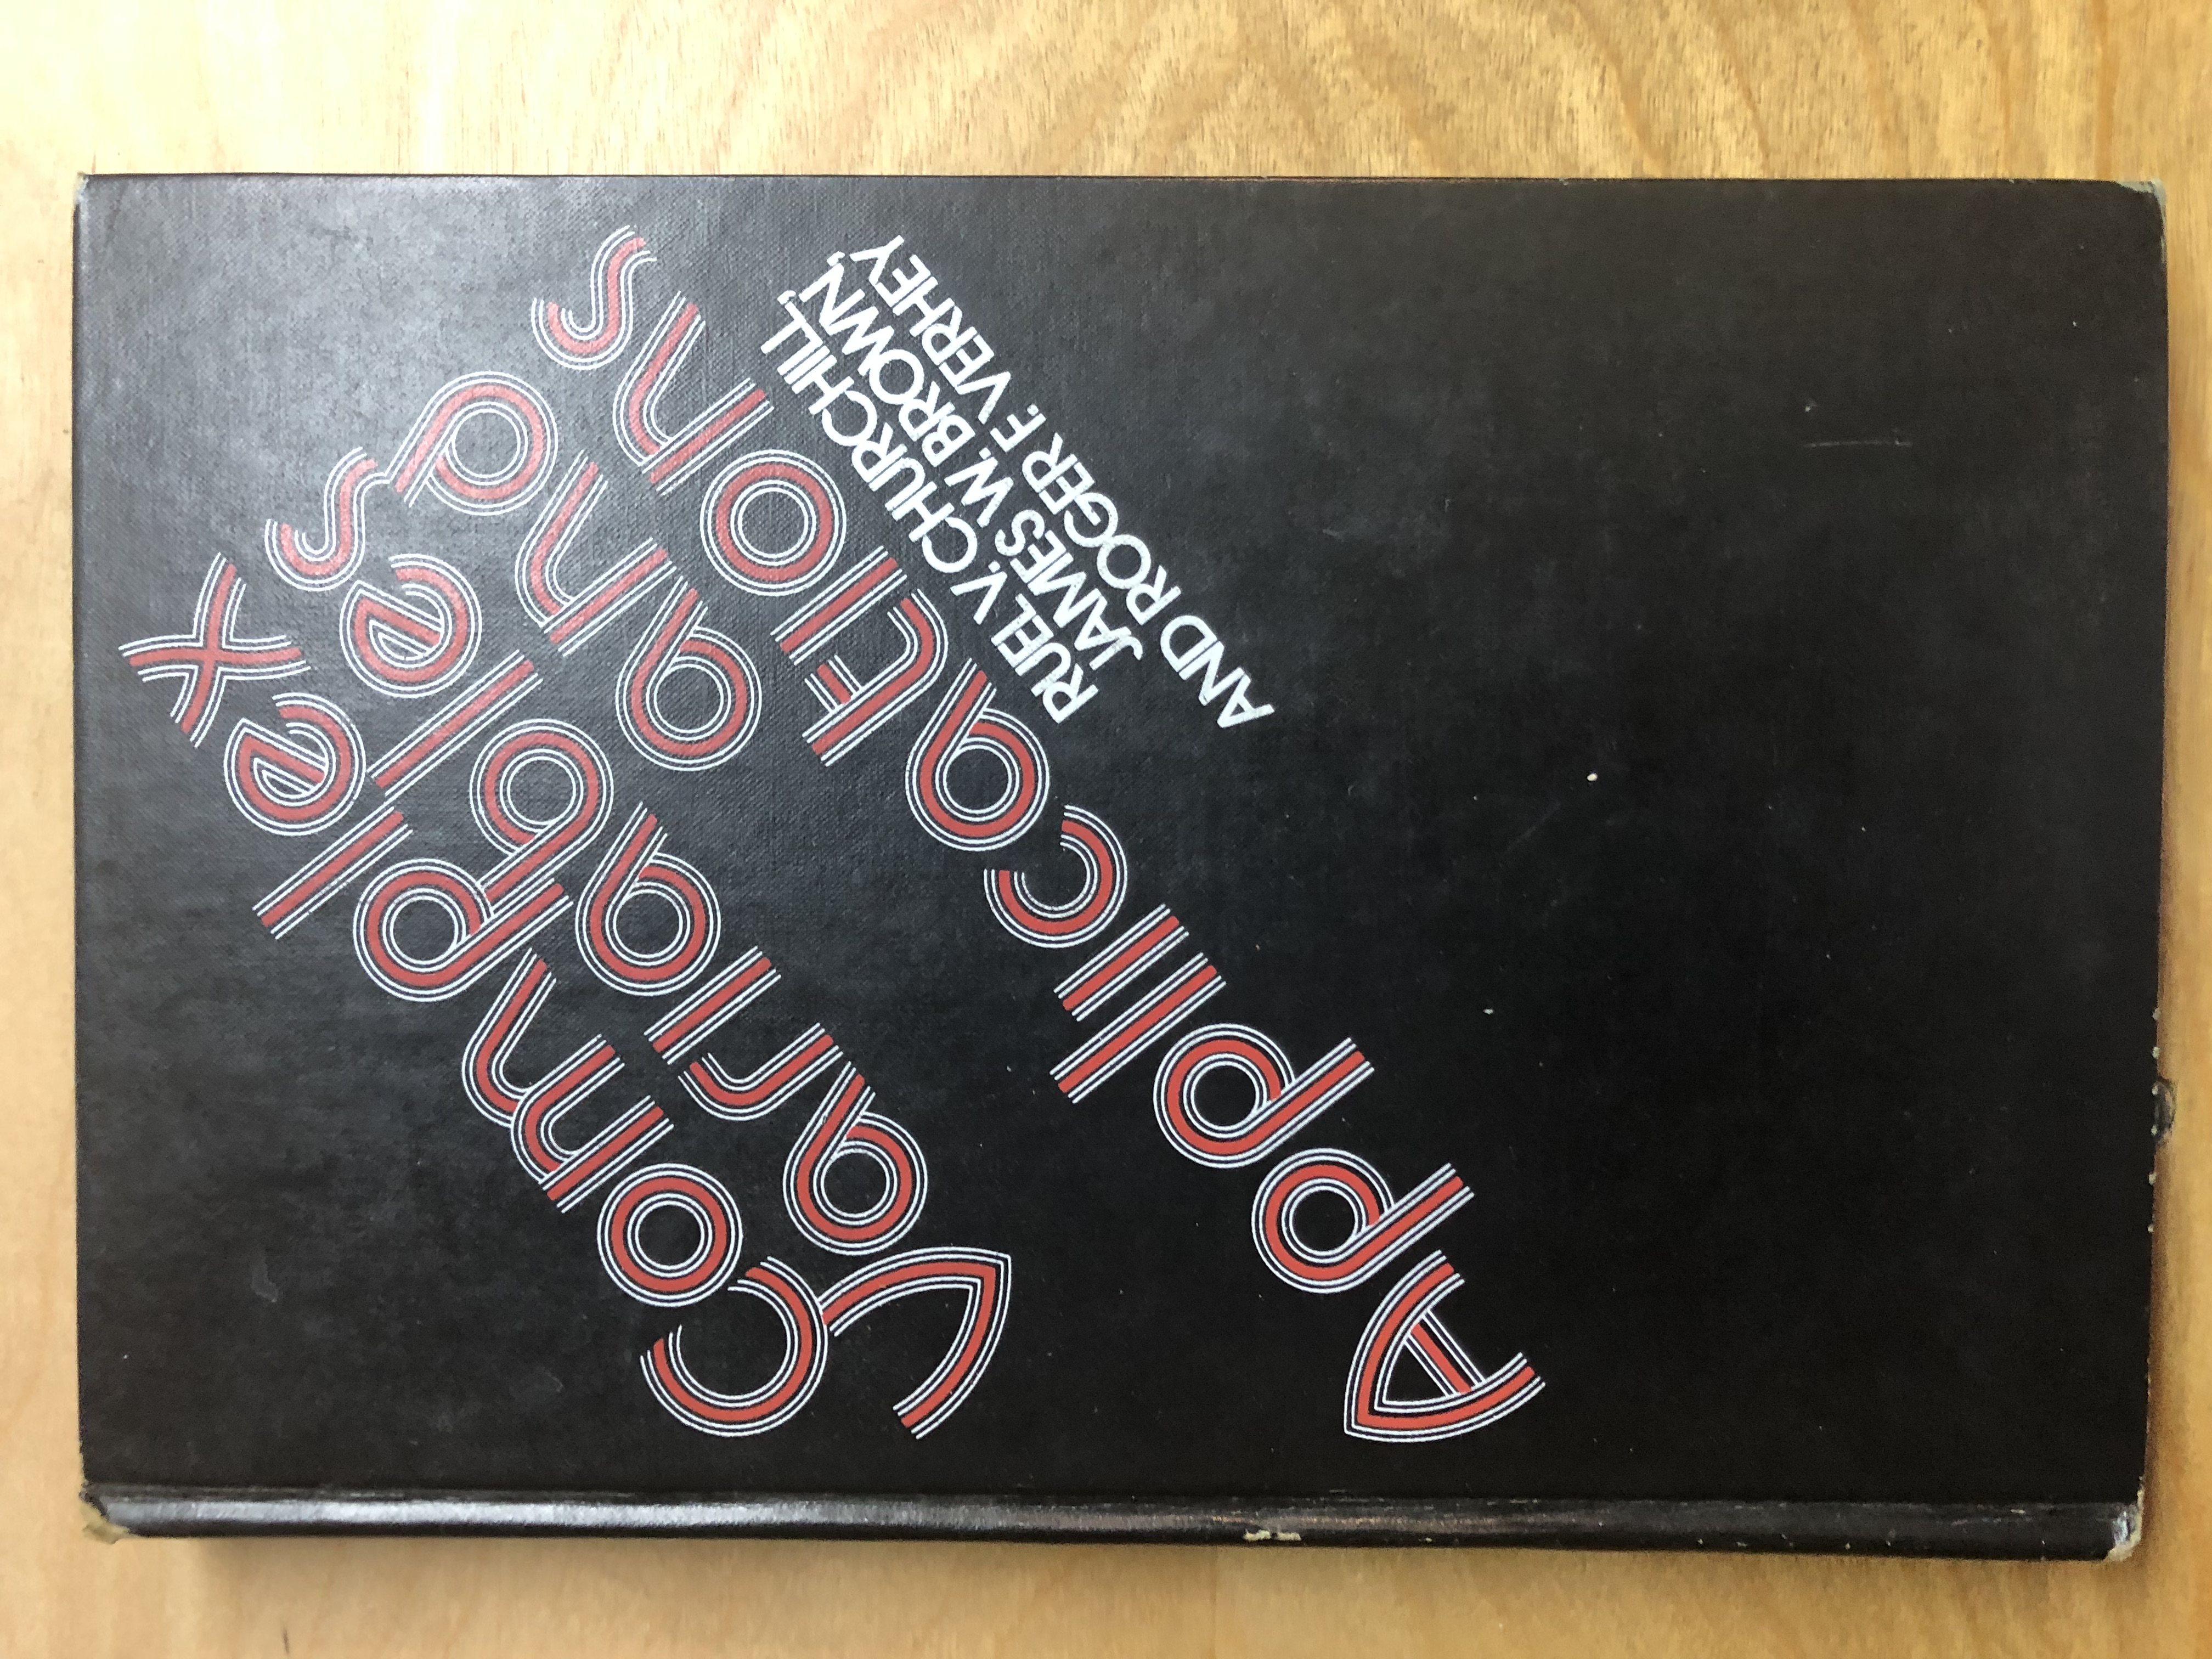 Complex
Variables
and
Applications
RUEL V. CHURCHILL,
JAMES W. BROWN,
AND ROGER F. VERHEY